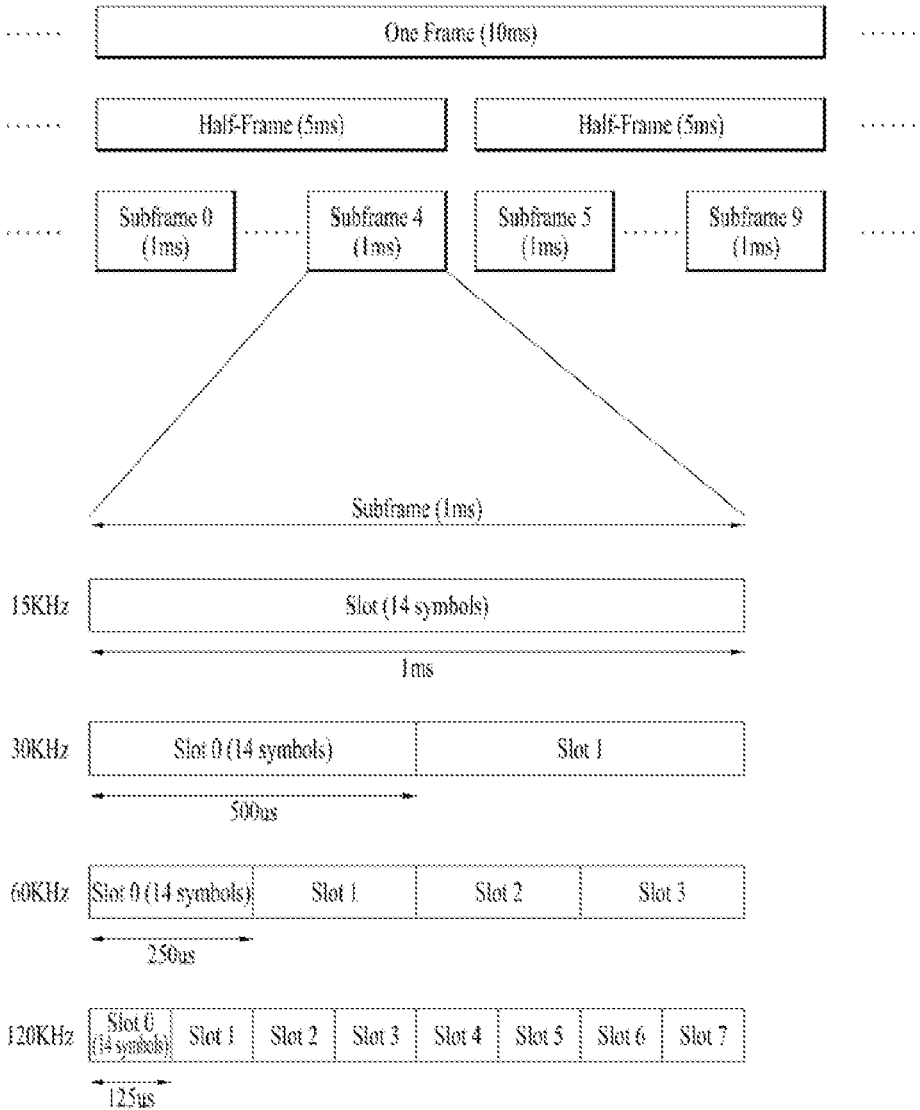 One Frame (10ms)
Half-Frame (5ms) Half-Frame (5ms)
Subframe 0 (1ms) Subframe 4 (1ms) Subframe 5 (1ms) Subframe 9 (1ms)
Subframe (1ms)
15KHz Slot (14 symbols)
1ms
30KHz Slot 0 (14 symbols) Slot 1
500us
60KHz Slot 0 (14 symbols) Slot 1 Slot 2 Slot 3
250us
120KHz Slot 0 (14 symbols) Slot 1 Slot 2 Slot 3 Slot 4 Slot 5 Slot 6 Slot 7
125us